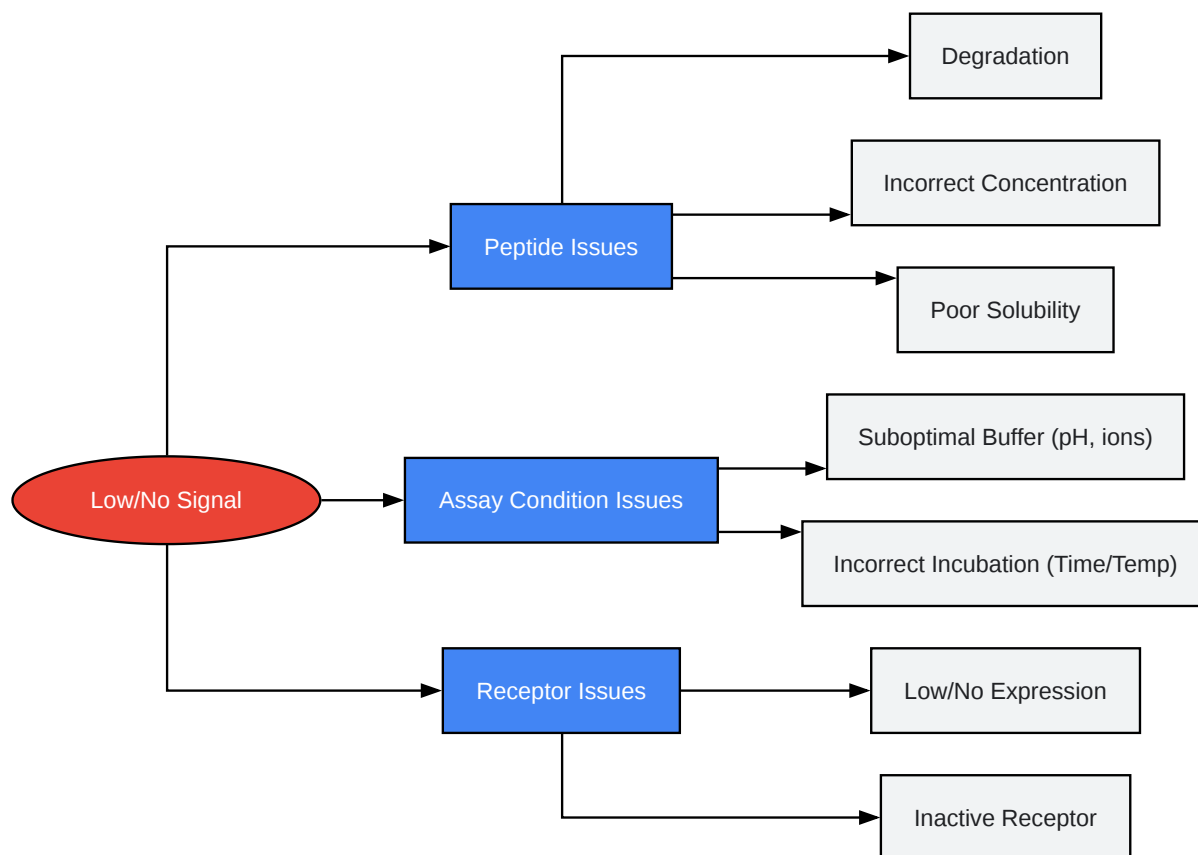 Degradation
Incorrect Concentration
Peptide Issues
Poor Solubility
Suboptimal Buffer (pH, ions)
Low/No Signal
Assay Condition Issues
Incorrect Incubation (Time/Temp)
Receptor Issues
Low/No Expression
Inactive Receptor